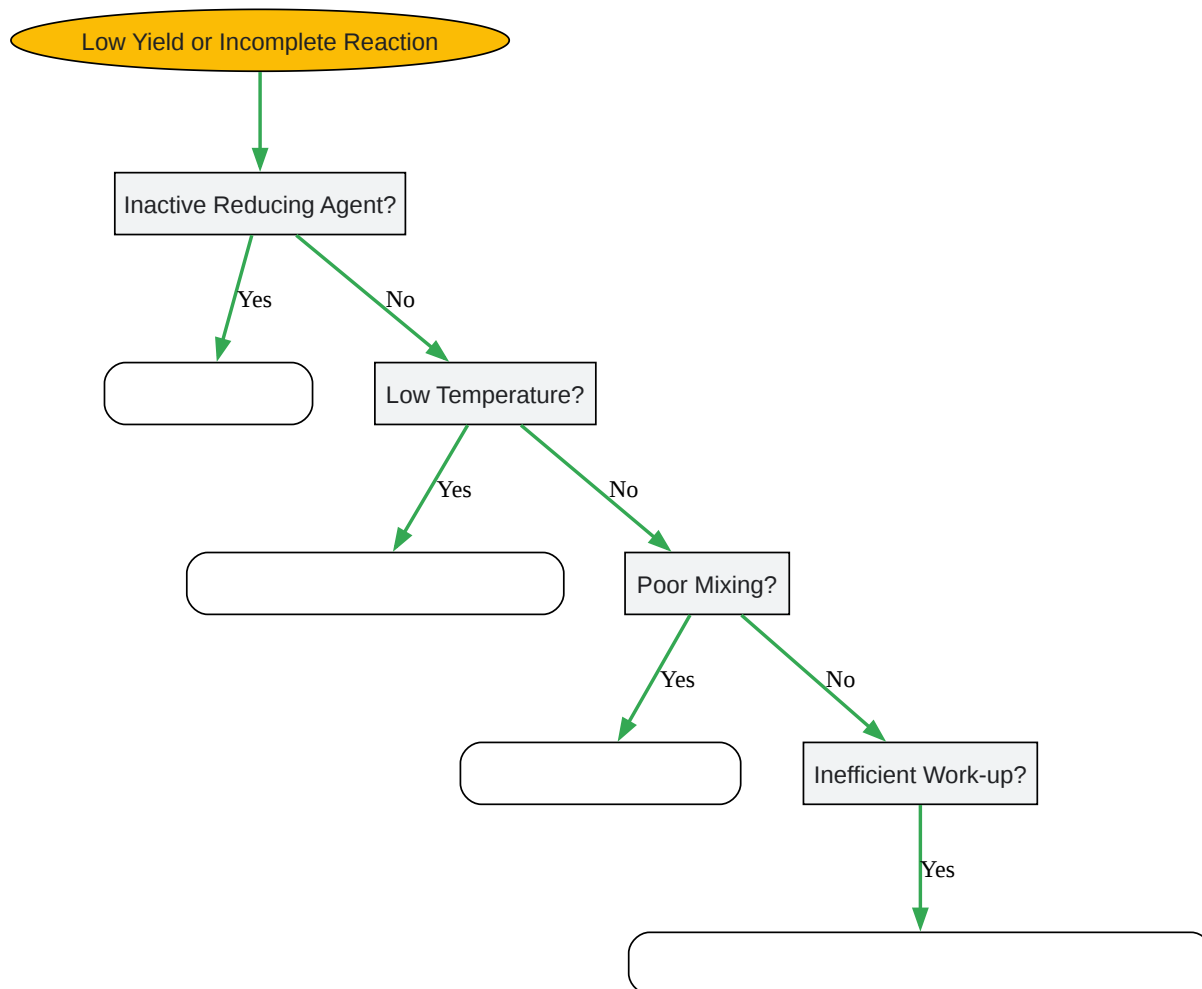 Low Yield or Incomplete Reaction
Inactive Reducing Agent?
Yes
No
Low Temperature?
Yes
No
Poor Mixing?
Yes
No
Inefficient Work-up?
Yes